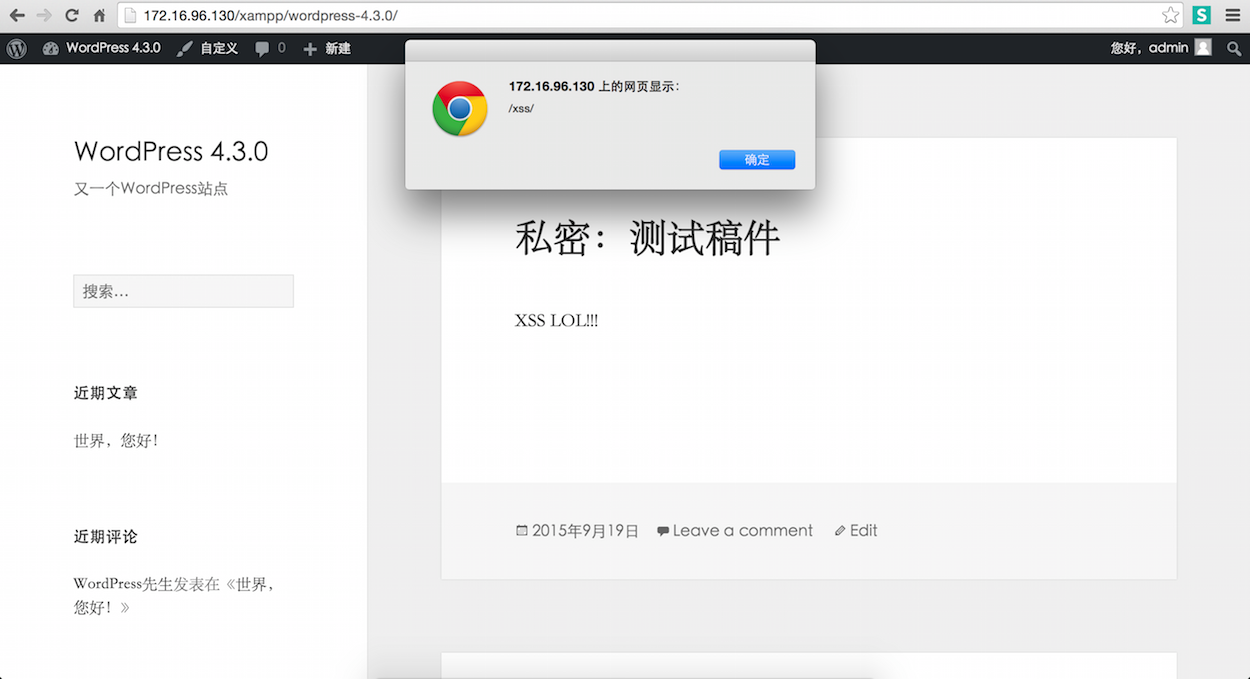 172.16.96.130/xampp/wordpress-4.3.0/
S
WordPress 4.3.0 自定义 0 新建 您好，admin
172.16.96.130 上的网页显示：
/xss/
确定
WordPress 4.3.0
又一个WordPress站点
搜索…
近期文章
世界，您好！
近期评论
WordPress先生发表在《世界，
您好！》
私密：测试稿件
XSS LOL!!!
2015年9月19日 Leave a comment Edit